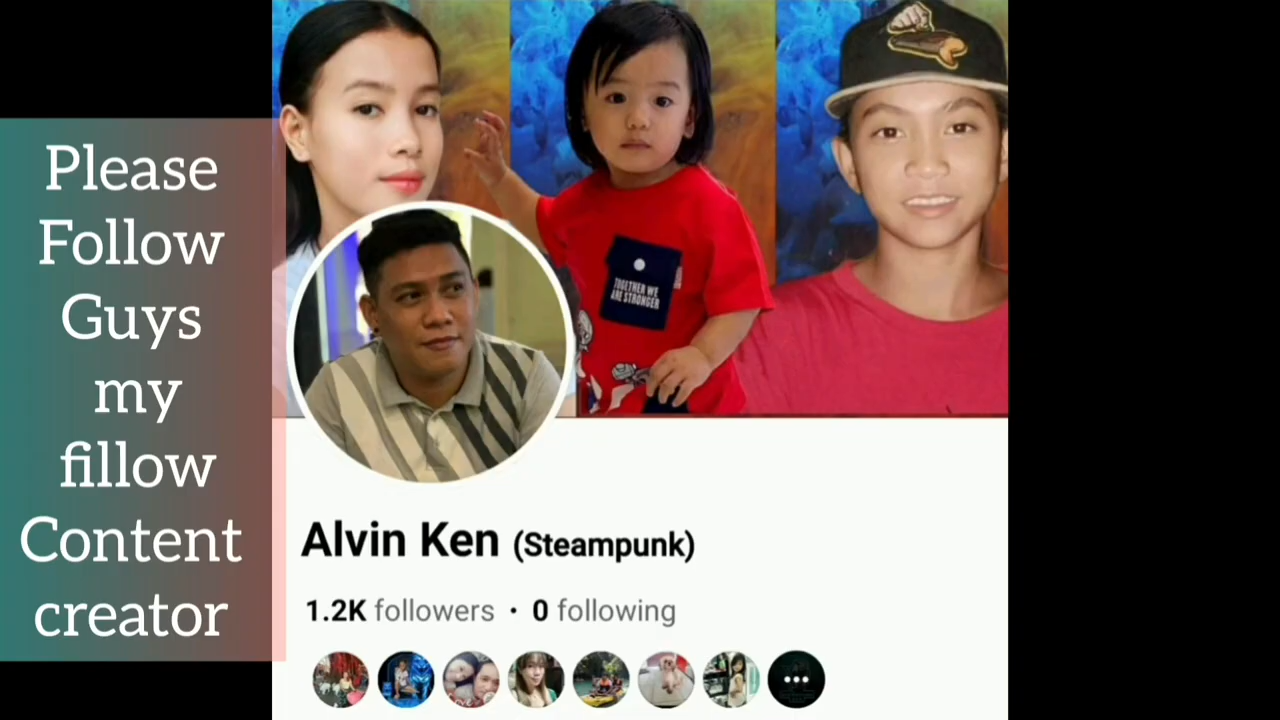 Please
Follow
Guys
my
fillow
Content
creator
TOGETHER WE
ARE STRONGER
Alvin Ken (Steampunk)
1.2K followers · 0 following